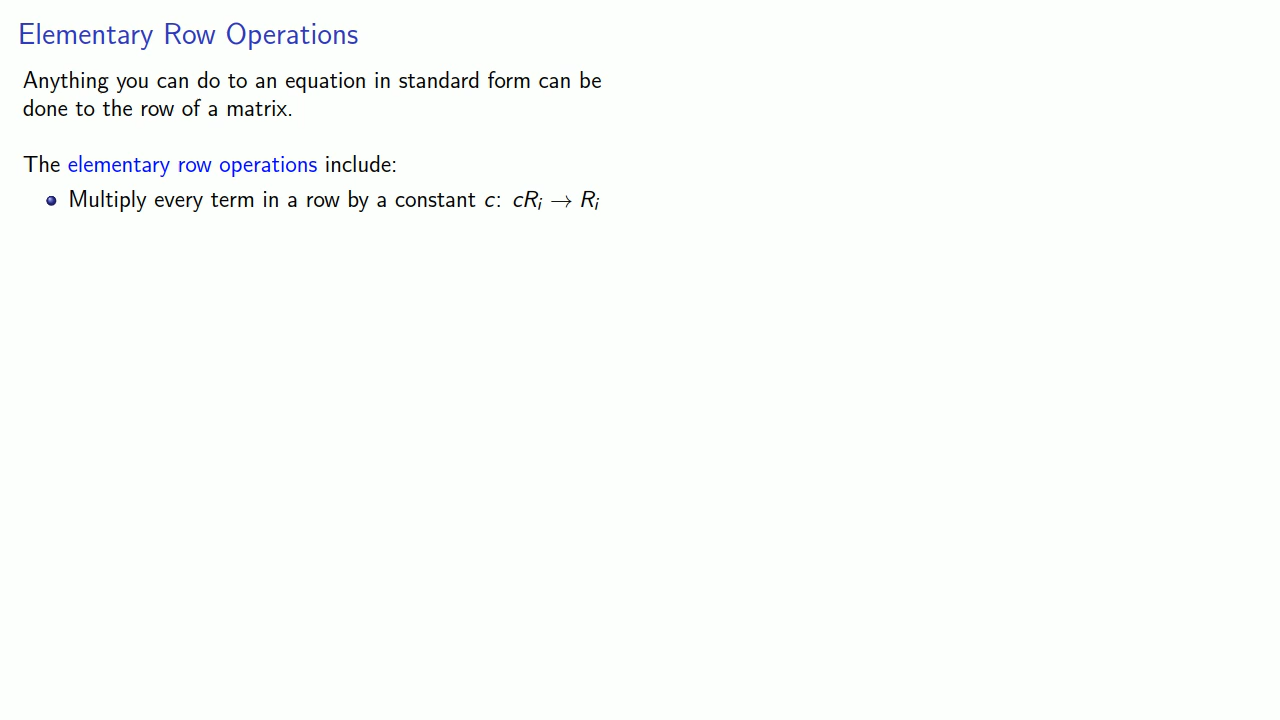 Elementary Row Operations
Anything you can do to an equation in standard form can be
done to the row of a matrix.
The elementary row operations include:
Multiply every term in a row by a constant c: cRᵢ → Rᵢ